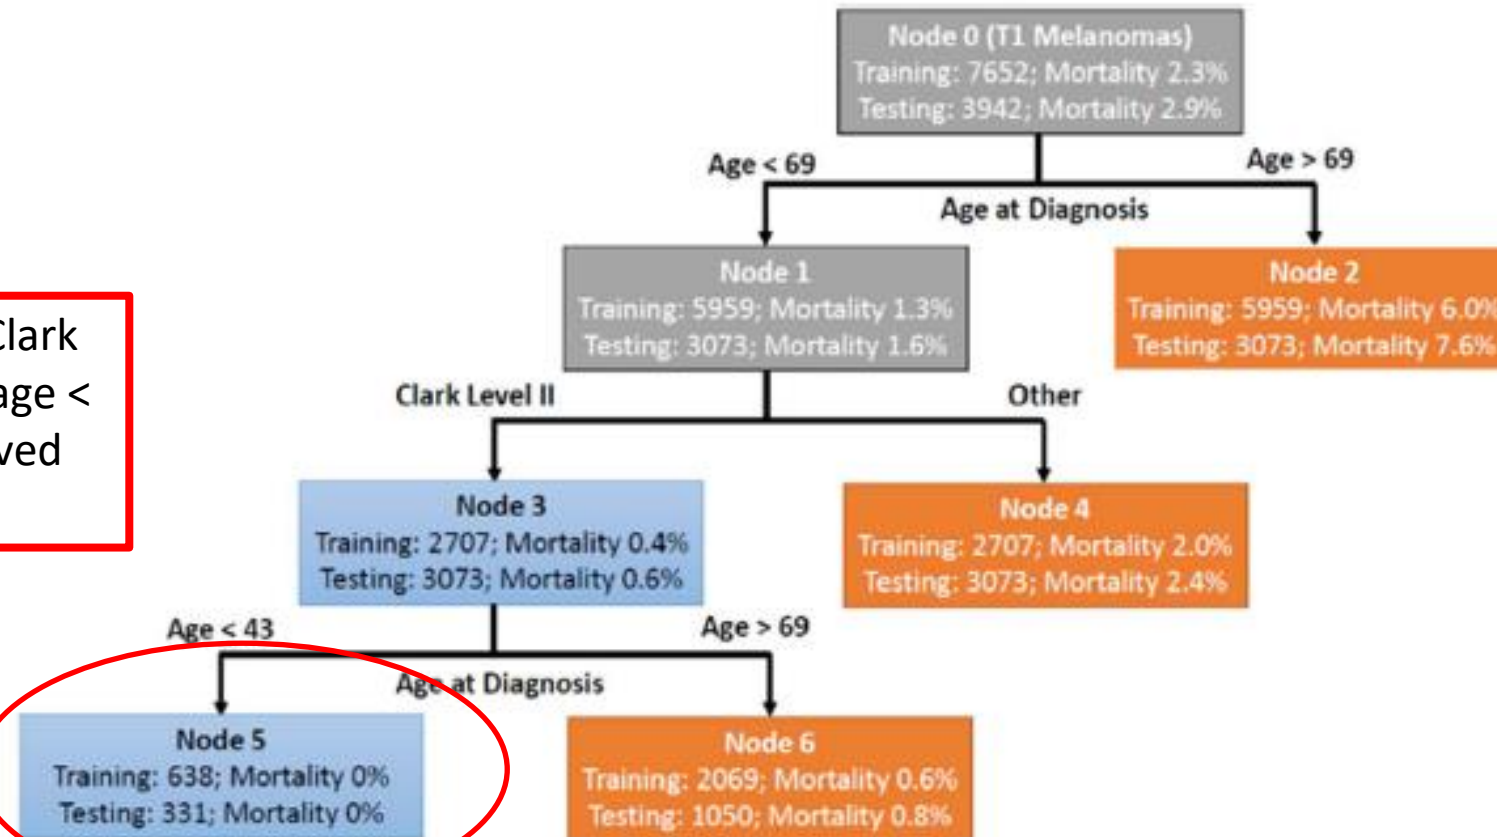 Node 0 (T1 Melanomas)
Training: 7652; Mortality 2.3%
Testing: 3942; Mortality 2.9%
Age < 69
Age > 69
Age at Diagnosis
Node 1
Training: 5959; Mortality 1.3%
Testing: 3073; Mortality 1.6%
Node 2
Training: 5959; Mortality 6.0%
Testing: 3073; Mortality 7.6%
Clark
age <
ved
Clark Level II
Other
Node 3
Training: 2707; Mortality 0.4%
Testing: 3073; Mortality 0.6%
Node 4
Training: 2707; Mortality 2.0%
Testing: 3073; Mortality 2.4%
Age < 43
Age > 69
Age at Diagnosis
Node 5
Training: 638; Mortality 0%
Testing: 331; Mortality 0%
Node 6
Training: 2069; Mortality 0.6%
Testing: 1050; Mortality 0.8%